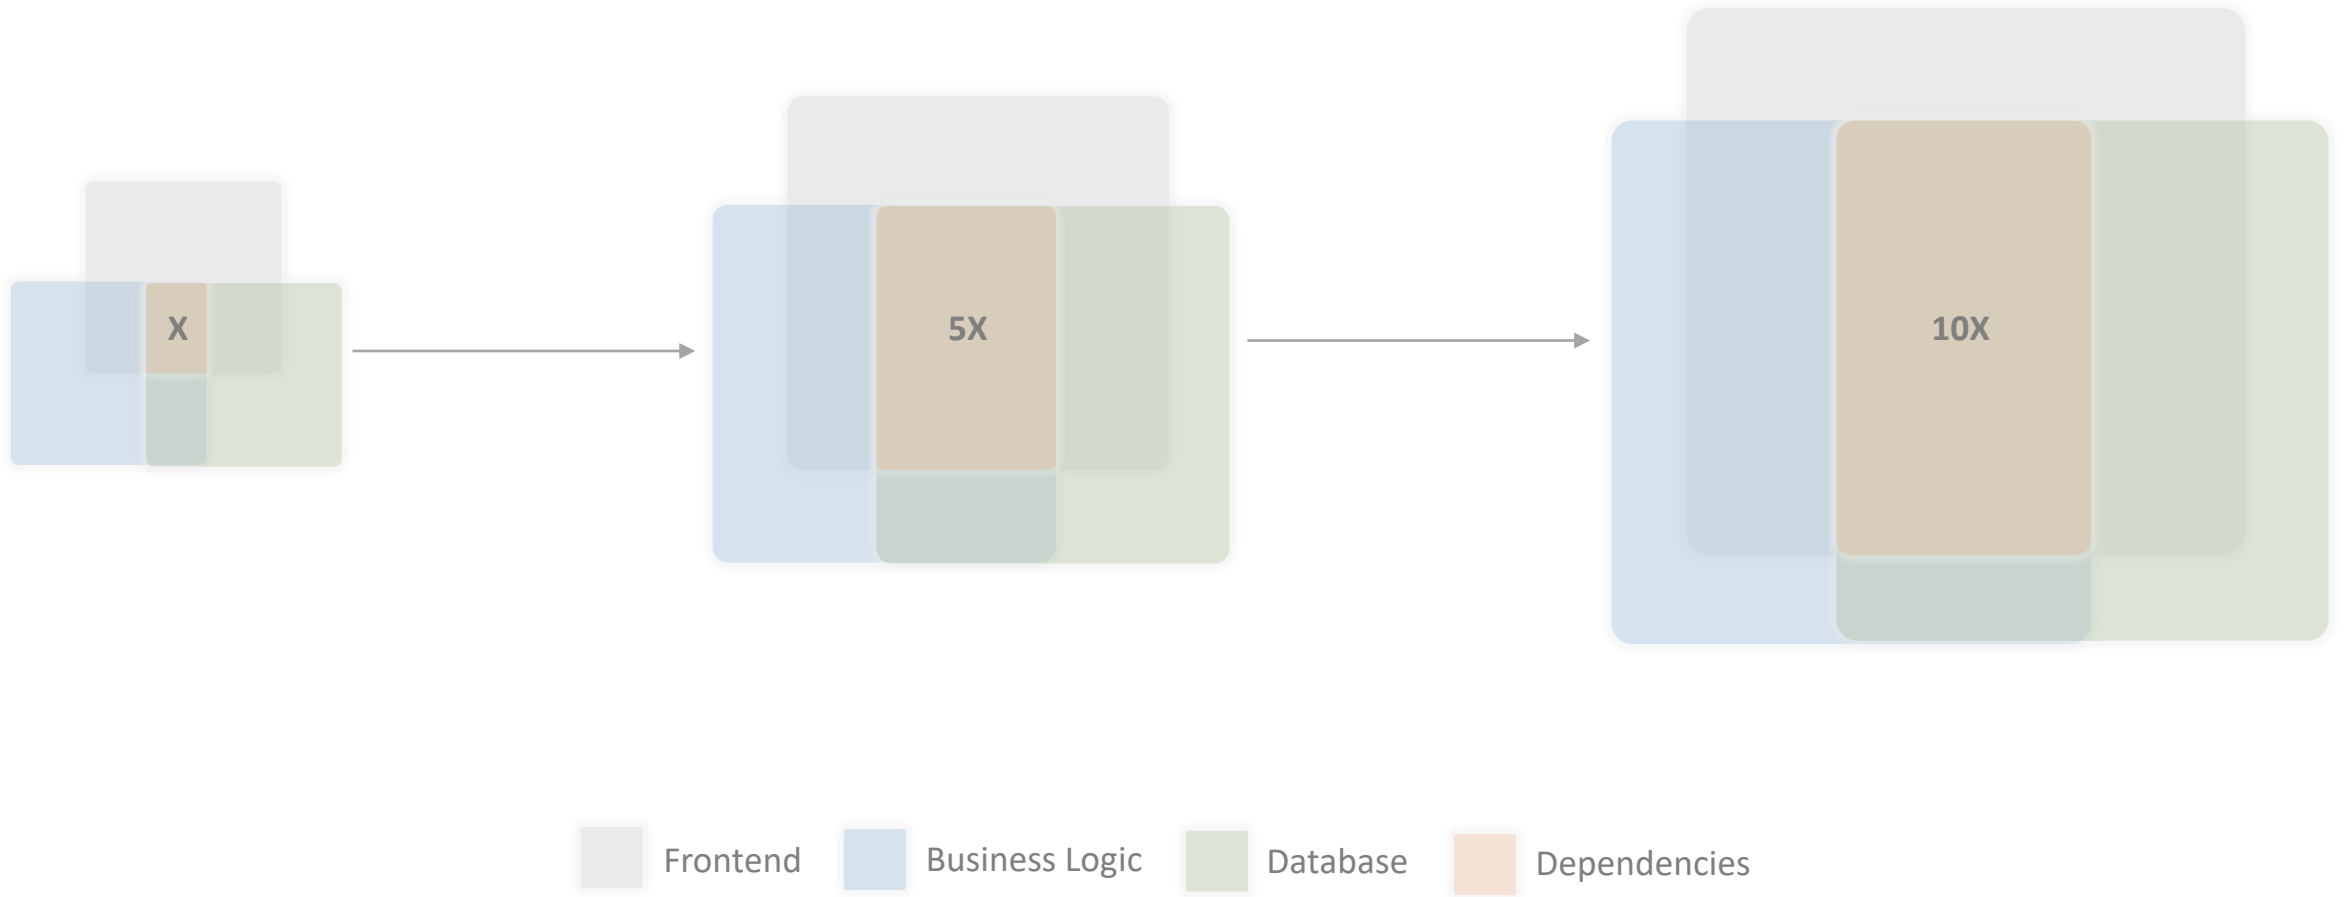 X
5X
10X
Frontend
Business Logic
Database
Dependencies